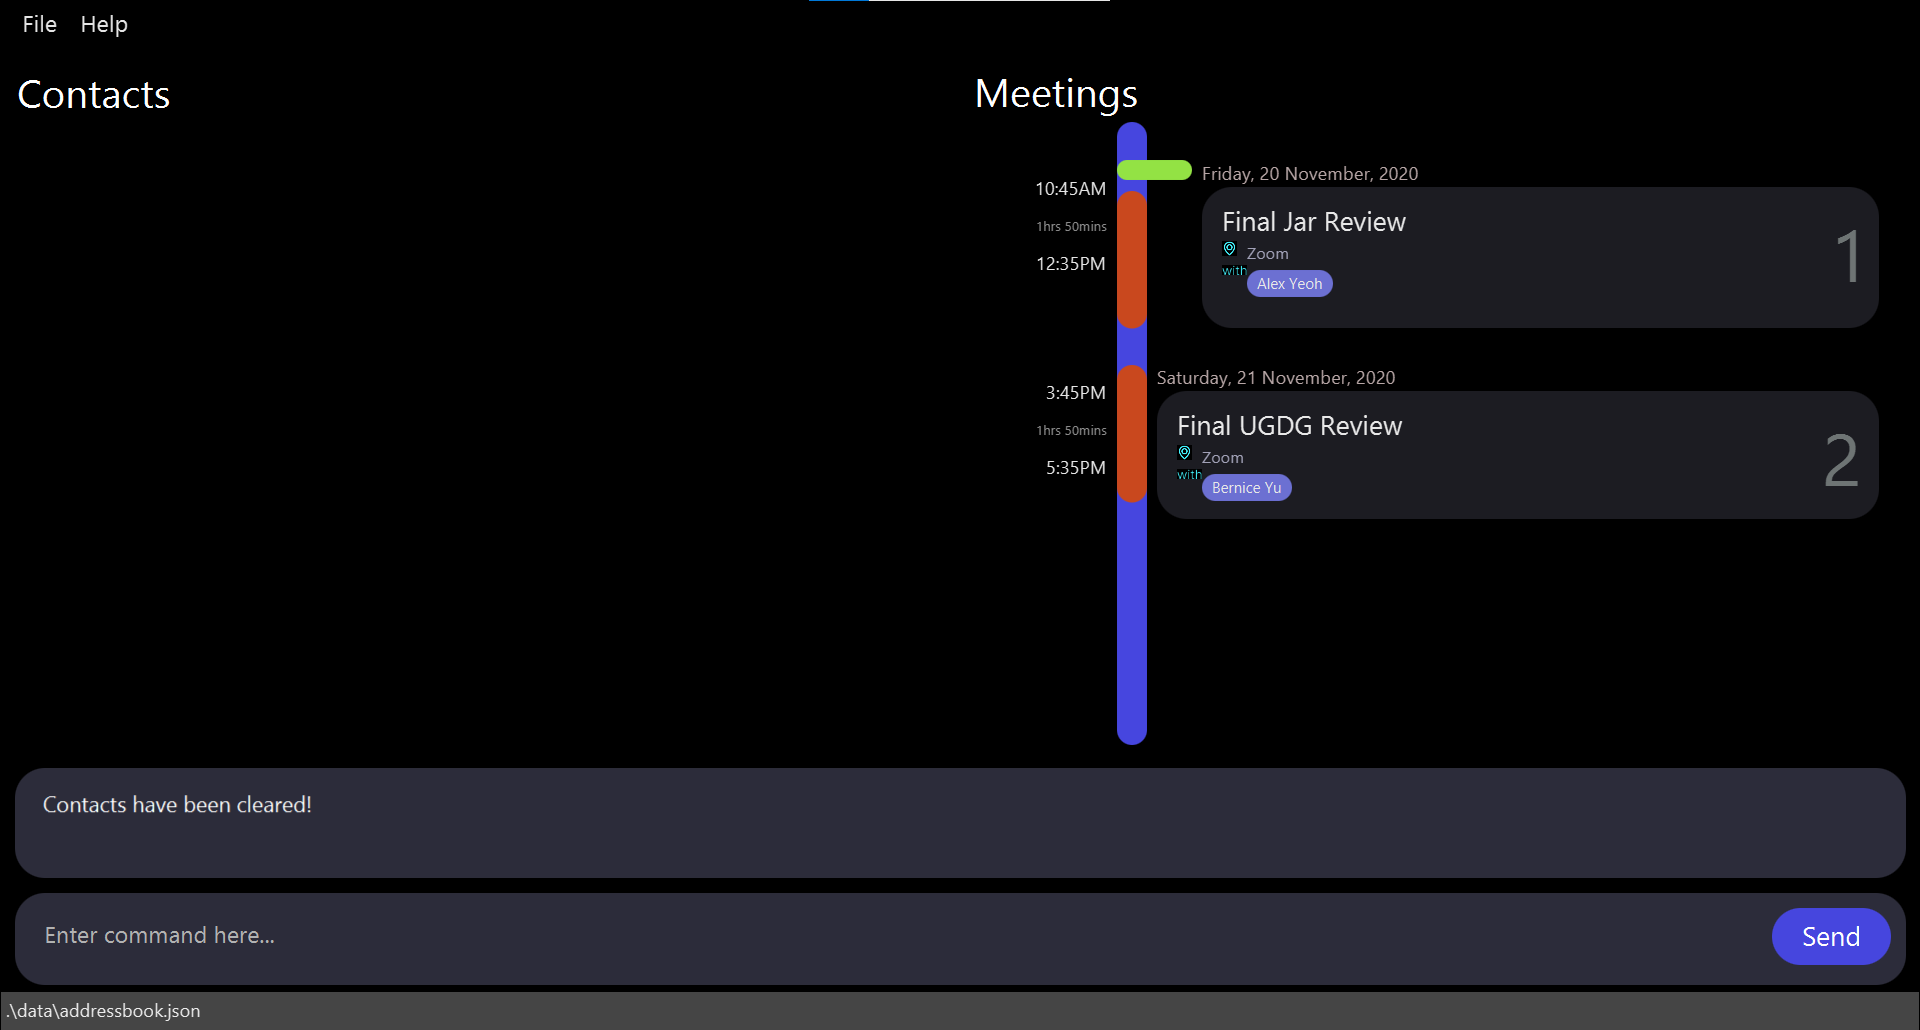 File Help
Contacts
Meetings
Friday, 20 November, 2020
10:45AM
1hrs 50mins
12:35PM
Final Jar Review
Zoom
with Alex Yeoh
1
Saturday, 21 November, 2020
3:45PM
1hrs 50mins
5:35PM
Final UGDG Review
Zoom
with Bernice Yu
2
Contacts have been cleared!
Enter command here...
Send
.\data\addressbook.json